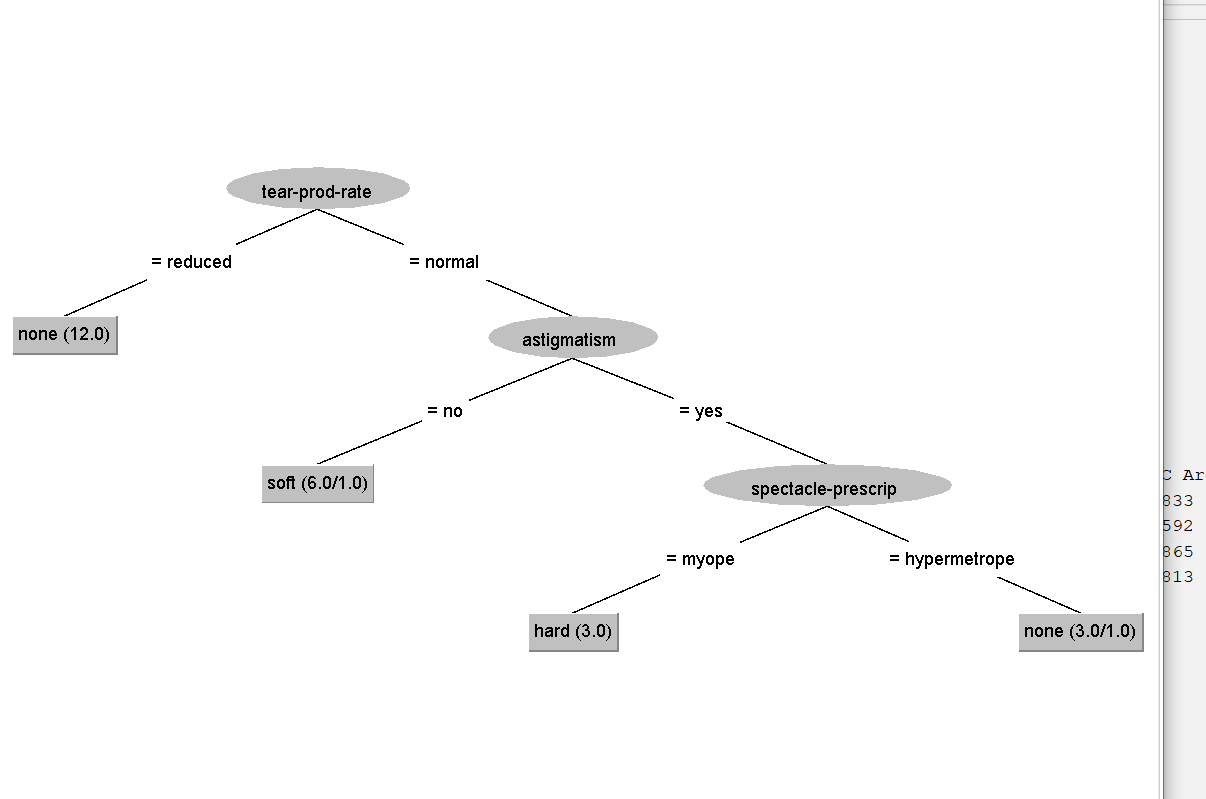 tear-prod-rate
= reduced
= normal
none (12.0)
astigmatism
= no
= yes
soft (6.0/1.0)
spectacle-prescrip
= myope
= hypermetrope
hard (3.0)
none (3.0/1.0)
C Ar
833
592
865
813